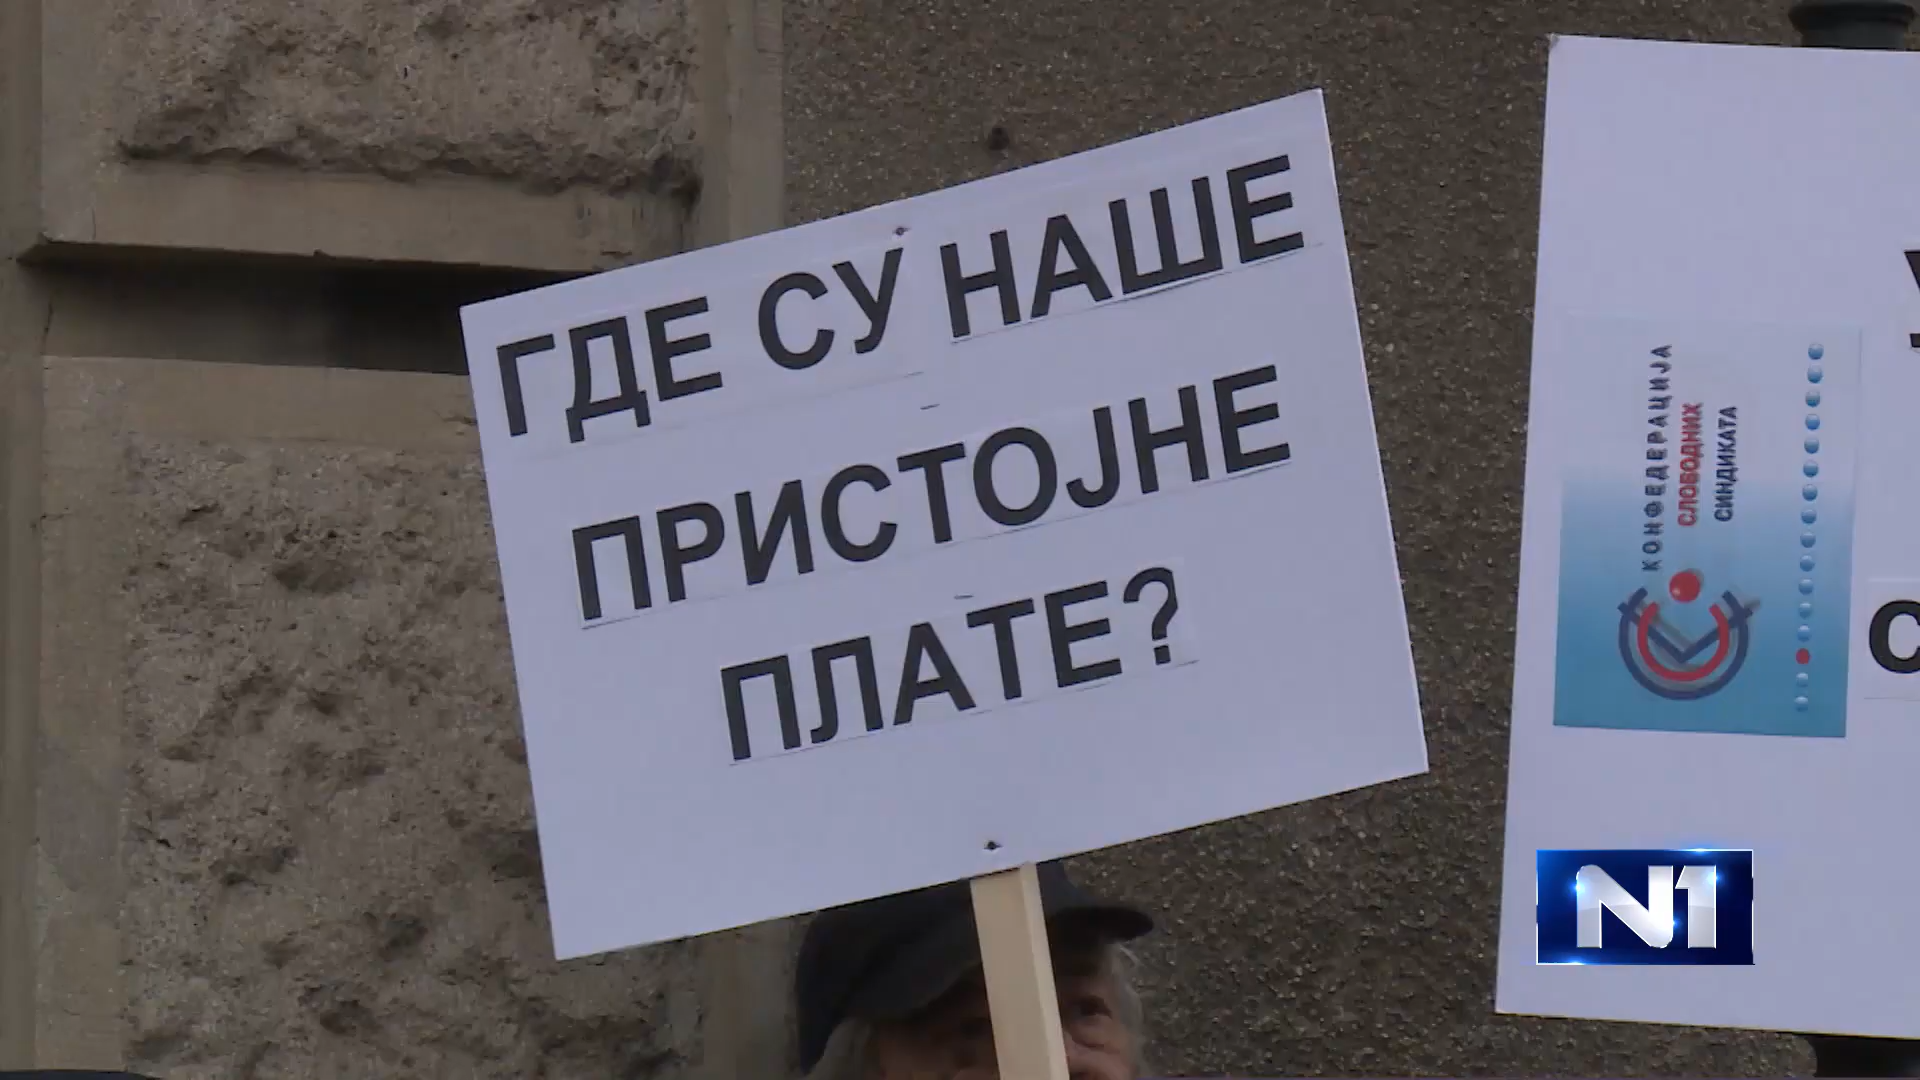 ГДЕ СУ НАШЕ
ПРИСТОЈНЕ
ПЛАТЕ?
КОНФЕДЕРАЦИЈА
СЛОБОДНИХ
СИНДИКАТА
N1